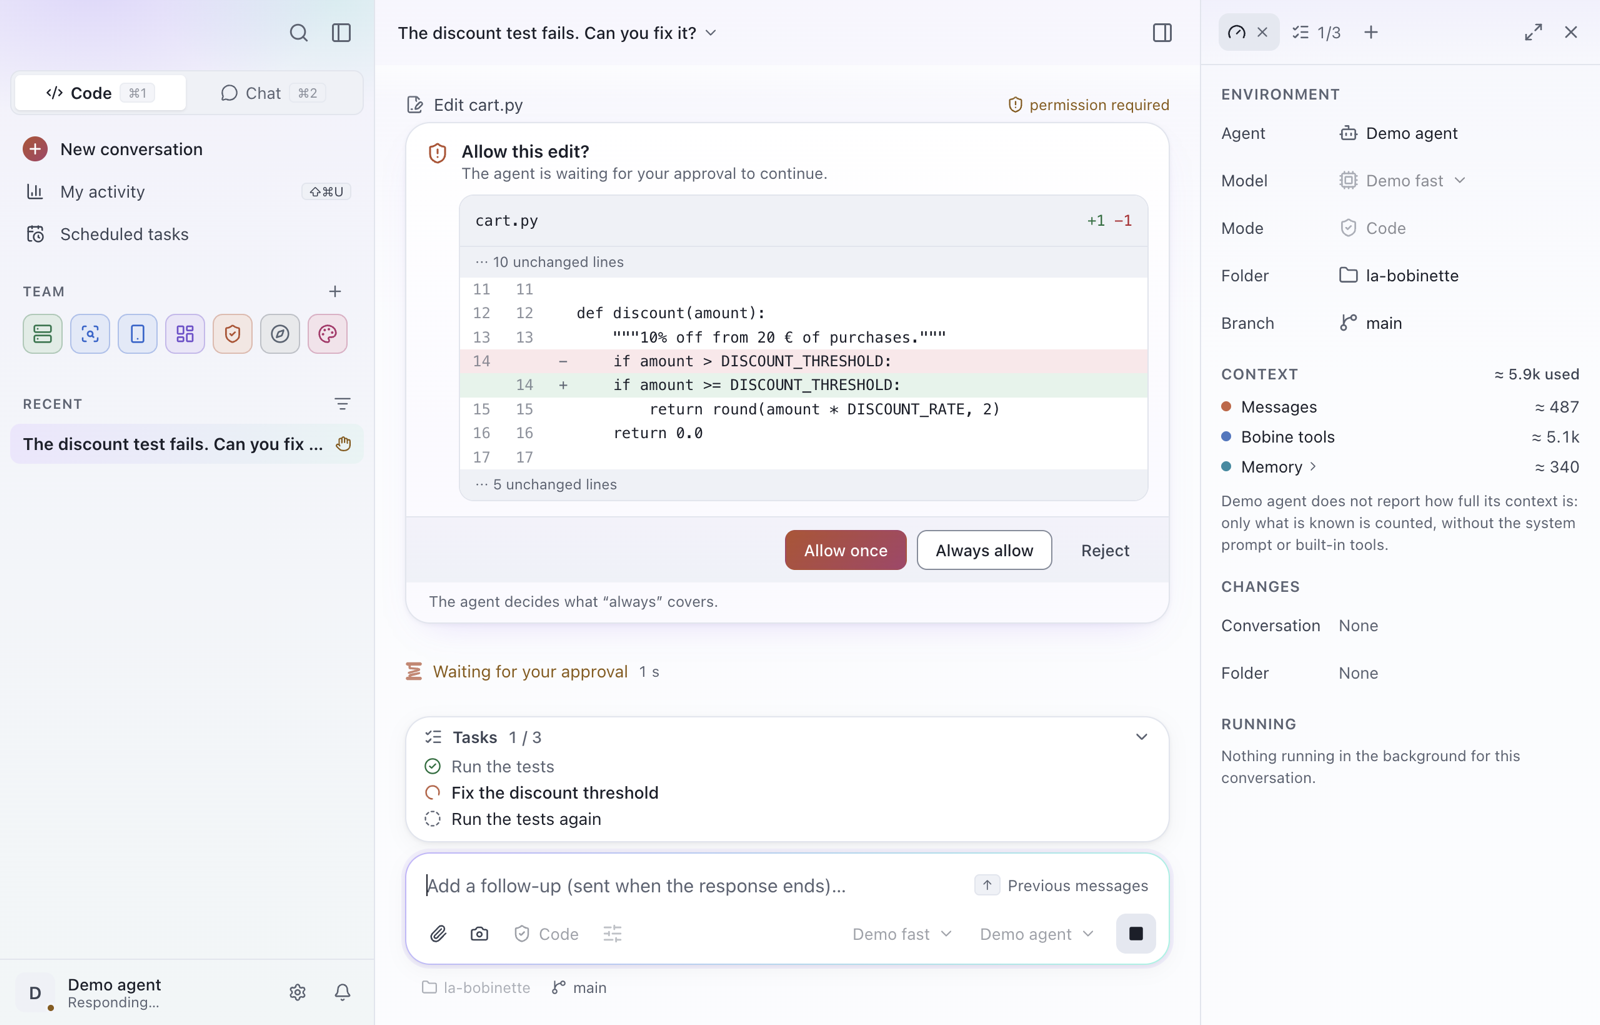 Code ⌘1
Chat ⌘2
New conversation
My activity ⇧⌘U
Scheduled tasks
TEAM
RECENT
The discount test fails. Can you fix ...
D
Demo agent
Responding...
The discount test fails. Can you fix it?
Edit cart.py
permission required
Allow this edit?
The agent is waiting for your approval to continue.
cart.py +1 −1
··· 10 unchanged lines
11 11
12 12 def discount(amount):
13 13 """10% off from 20 € of purchases."""
14 − if amount > DISCOUNT_THRESHOLD:
14 + if amount >= DISCOUNT_THRESHOLD:
15 15 return round(amount * DISCOUNT_RATE, 2)
16 16 return 0.0
17 17
··· 5 unchanged lines
Allow once
Always allow
Reject
The agent decides what “always” covers.
Waiting for your approval 1 s
Tasks 1 / 3
Run the tests
Fix the discount threshold
Run the tests again
Add a follow-up (sent when the response ends)...
↑ Previous messages
Code
Demo fast
Demo agent
la-bobinette
main
1/3
ENVIRONMENT
Agent Demo agent
Model Demo fast
Mode Code
Folder la-bobinette
Branch main
CONTEXT ≈ 5.9k used
Messages ≈ 487
Bobine tools ≈ 5.1k
Memory ≈ 340
Demo agent does not report how full its context is:
only what is known is counted, without the system
prompt or built-in tools.
CHANGES
Conversation None
Folder None
RUNNING
Nothing running in the background for this
conversation.